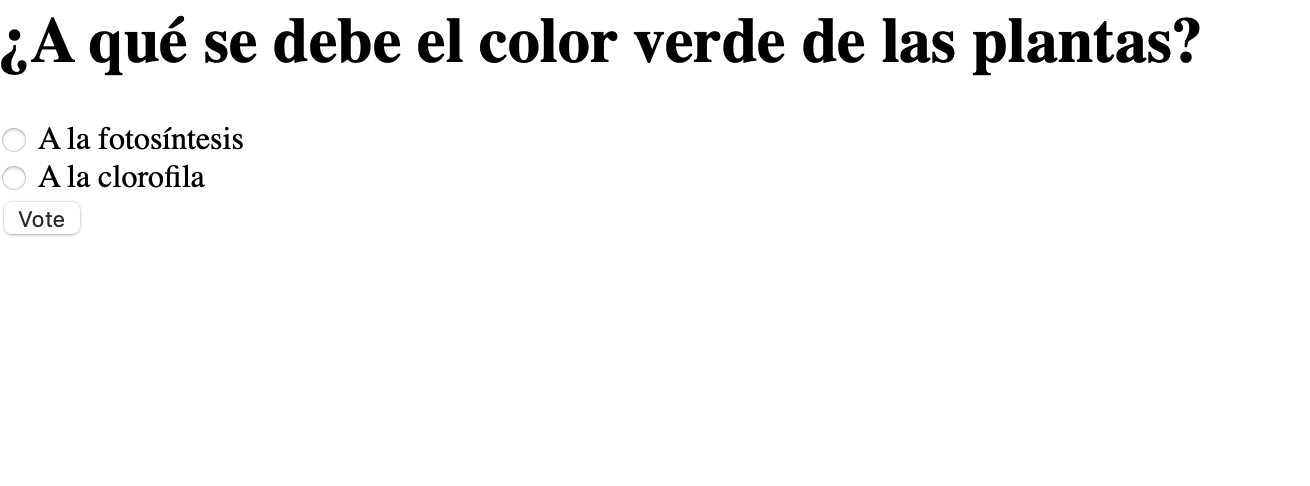 ¿A qué se debe el color verde de las plantas?
A la fotosíntesis
A la clorofila
Vote